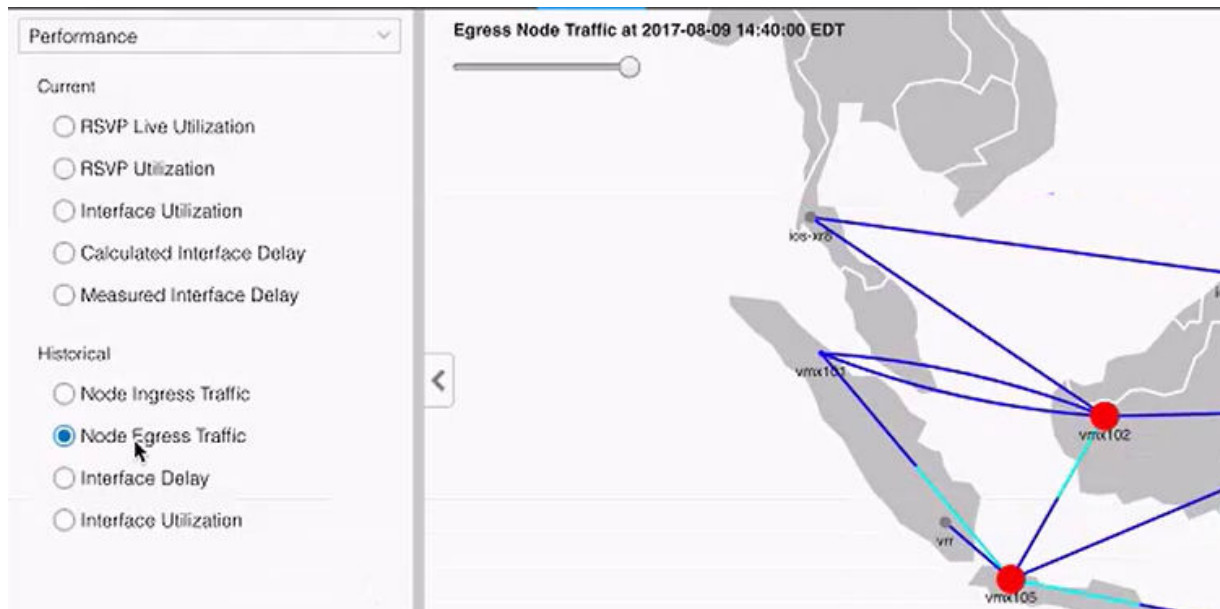 Performance
Egress Node Traffic at 2017-08-09 14:40:00 EDT
Current
RSVP Live Utilization
RSVP Utilization
Interface Utilization
Calculated Interface Delay
Measured Interface Delay
Historical
Node Ingress Traffic
Node Egress Traffic
Interface Delay
Interface Utilization
ios-xr8
vmx101
vmx102
vrr
vmx105